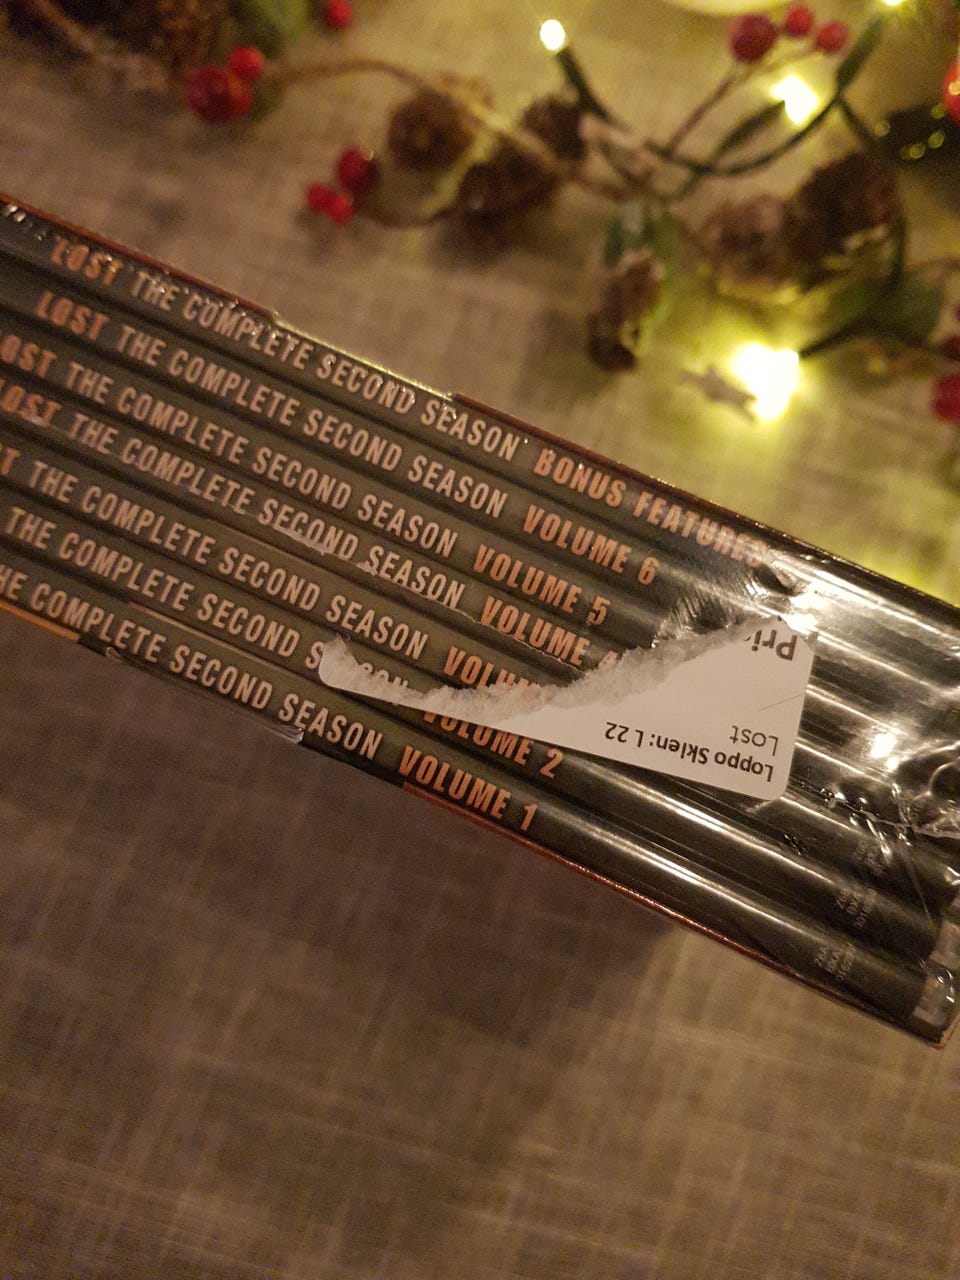 LOST THE COMPLETE SECOND SEASON BONUS FEATURES
LOST THE COMPLETE SECOND SEASON VOLUME 6
LOST THE COMPLETE SECOND SEASON VOLUME 5
LOST THE COMPLETE SECOND SEASON VOLUME 4
THE COMPLETE SECOND SEASON
THE COMPLETE SECOND VOLUME 2
THE COMPLETE SECOND SEASON VOLUME 1
Loppo Skien: L 22
Lost